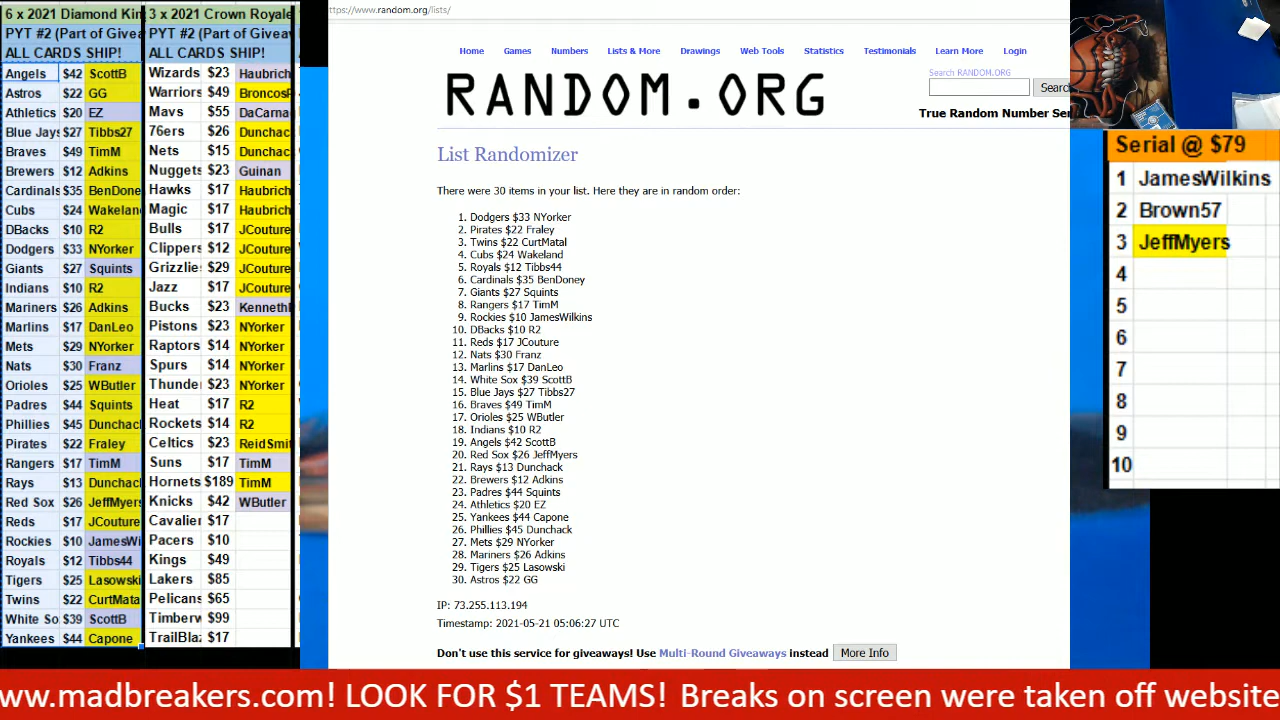 6 x 2021 Diamond Kin
PYT #2 (Part of Givea
ALL CARDS SHIP!
Angels $42 ScottB
Astros $22 GG
Athletics $20 EZ
Blue Jays $27 Tibbs27
Braves $49 TimM
Brewers $12 Adkins
Cardinals $35 BenDone
Cubs $24 Wakelan
DBacks $10 R2
Dodgers $33 NYorker
Giants $27 Squints
Indians $10 R2
Mariners $26 Adkins
Marlins $17 DanLeo
Mets $29 NYorker
Nats $30 Franz
Orioles $25 WButler
Padres $44 Squints
Phillies $45 Dunchac
Pirates $22 Fraley
Rangers $17 TimM
Rays $13 Dunchac
Red Sox $26 JeffMyers
Reds $17 JCouture
Rockies $10 JamesWi
Royals $12 Tibbs44
Tigers $25 Lasowski
Twins $22 CurtMata
White So $39 ScottB
Yankees $44 Capone
3 x 2021 Crown Royale
PYT #2 (Part of Giveav
ALL CARDS SHIP!
Wizards $23 Haubrich
Warriors $49 BroncosF
Mavs $55 DaCarna
76ers $26 Dunchac
Nets $15 Dunchac
Nuggets $23 Guinan
Hawks $17 Haubrich
Magic $17 Haubrich
Bulls $17 JCouture
Clippers $12 JCouture
Grizzlie $29 JCouture
Jazz $17 JCouture
Bucks $23 Kenneth
Pistons $23 NYorker
Raptors $14 NYorker
Spurs $14 NYorker
Thunde $23 NYorker
Heat $17 R2
Rockets $14 R2
Celtics $23 ReidSmit
Suns $17 TimM
Hornets $189 TimM
Knicks $42 WButler
Cavalie $17
Pacers $10
Kings $49
Lakers $85
Pelican $65
Timberw $99
TrailBlaz $17
https://www.random.org/lists/
Home Games Numbers Lists & More Drawings Web Tools Statistics Testimonials Learn More Login
RANDOM.ORG
Search RANDOM.ORG
Searc
True Random Number Ser
List Randomizer
There were 30 items in your list. Here they are in random order:
1. Dodgers $33 NYorker
2. Pirates $22 Fraley
3. Twins $22 CurtMatal
4. Cubs $24 Wakeland
5. Royals $12 Tibbs44
6. Cardinals $35 BenDoney
7. Giants $27 Squints
8. Rangers $17 TimM
9. Rockies $10 JamesWilkins
10. DBacks $10 R2
11. Reds $17 JCouture
12. Nats $30 Franz
13. Marlins $17 DanLeo
14. White Sox $39 ScottB
15. Blue Jays $27 Tibbs27
16. Braves $49 TimM
17. Orioles $25 WButler
18. Indians $10 R2
19. Angels $42 ScottB
20. Red Sox $26 JeffMyers
21. Rays $13 Dunchack
22. Brewers $12 Adkins
23. Padres $44 Squints
24. Athletics $20 EZ
25. Yankees $44 Capone
26. Phillies $45 Dunchack
27. Mets $29 NYorker
28. Mariners $26 Adkins
29. Tigers $25 Lasowski
30. Astros $22 GG
IP: 73.255.113.194
Timestamp: 2021-05-21 05:06:27 UTC
Don't use this service for giveaways! Use Multi-Round Giveaways instead More Info
Serial @ $79
1 JamesWilkins
2 Brown57
3 JeffMyers
4
5
6
7
8
9
10
ww.madbreakers.com! LOOK FOR $1 TEAMS! Breaks on screen were taken off website